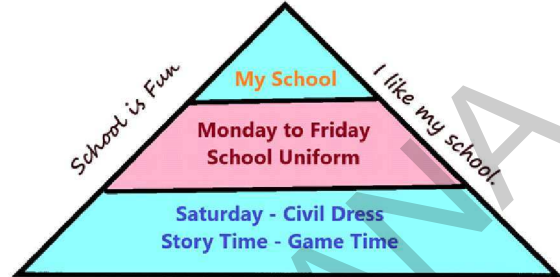 School is Fun
I like my school.
My School
Monday to Friday
School Uniform
Saturday - Civil Dress
Story Time - Game Time